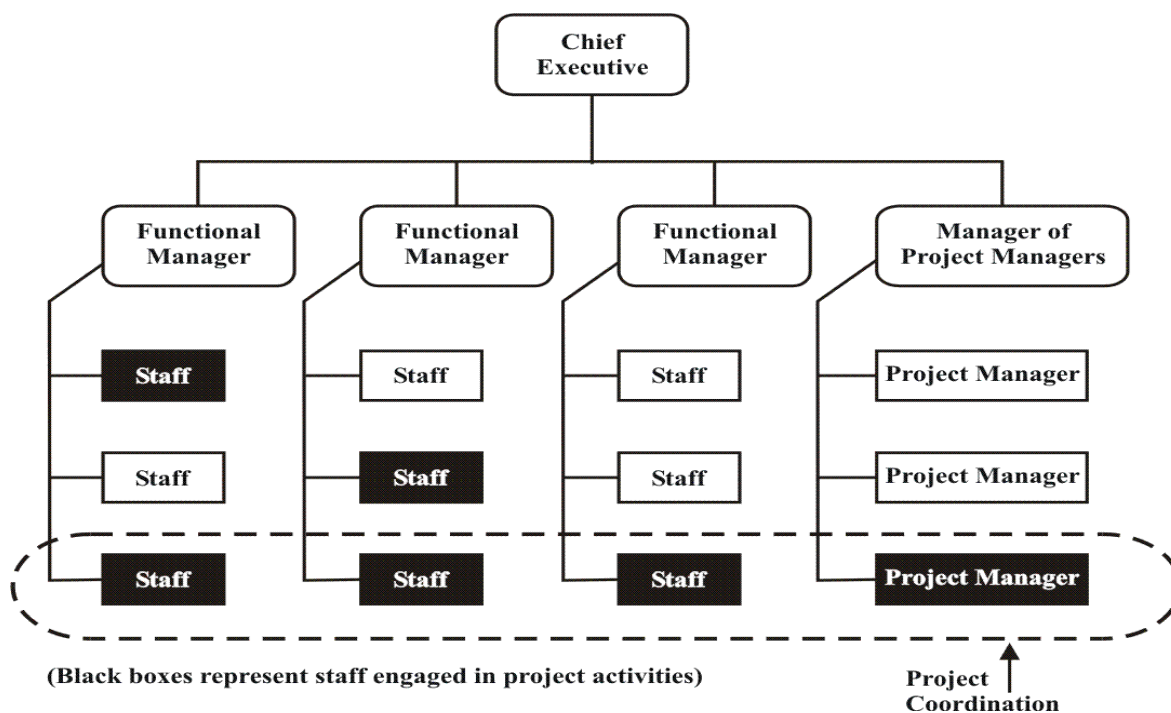 Chief
Executive
Functional
Manager
Functional
Manager
Functional
Manager
Manager of
Project Managers
Staff
Staff
Staff
Project Manager
Staff
Staff
Staff
Project Manager
Staff
Staff
Staff
Project Manager
(Black boxes represent staff engaged in project activities)
Project
Coordination